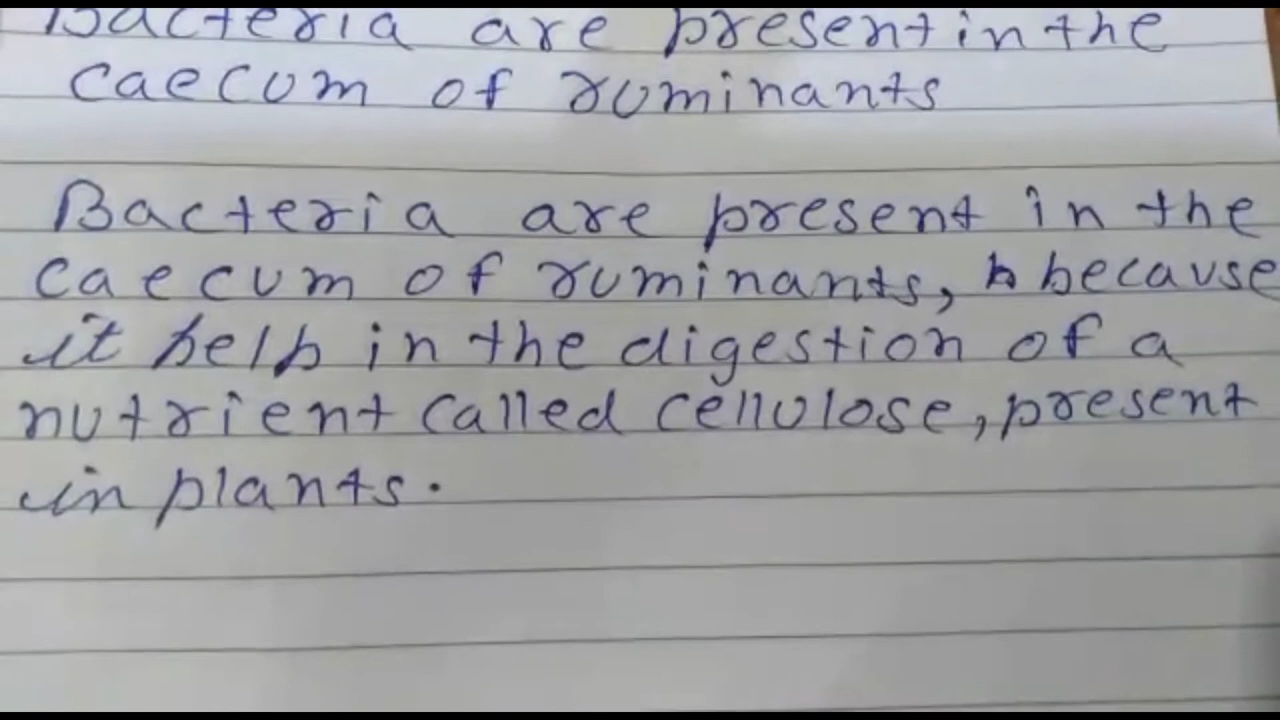 Bacteria are present in the
caecum of ruminants
Bacteria are present in the
caecum of ruminants, because
it help in the digestion of a
nutrient called cellulose, present
in plants.